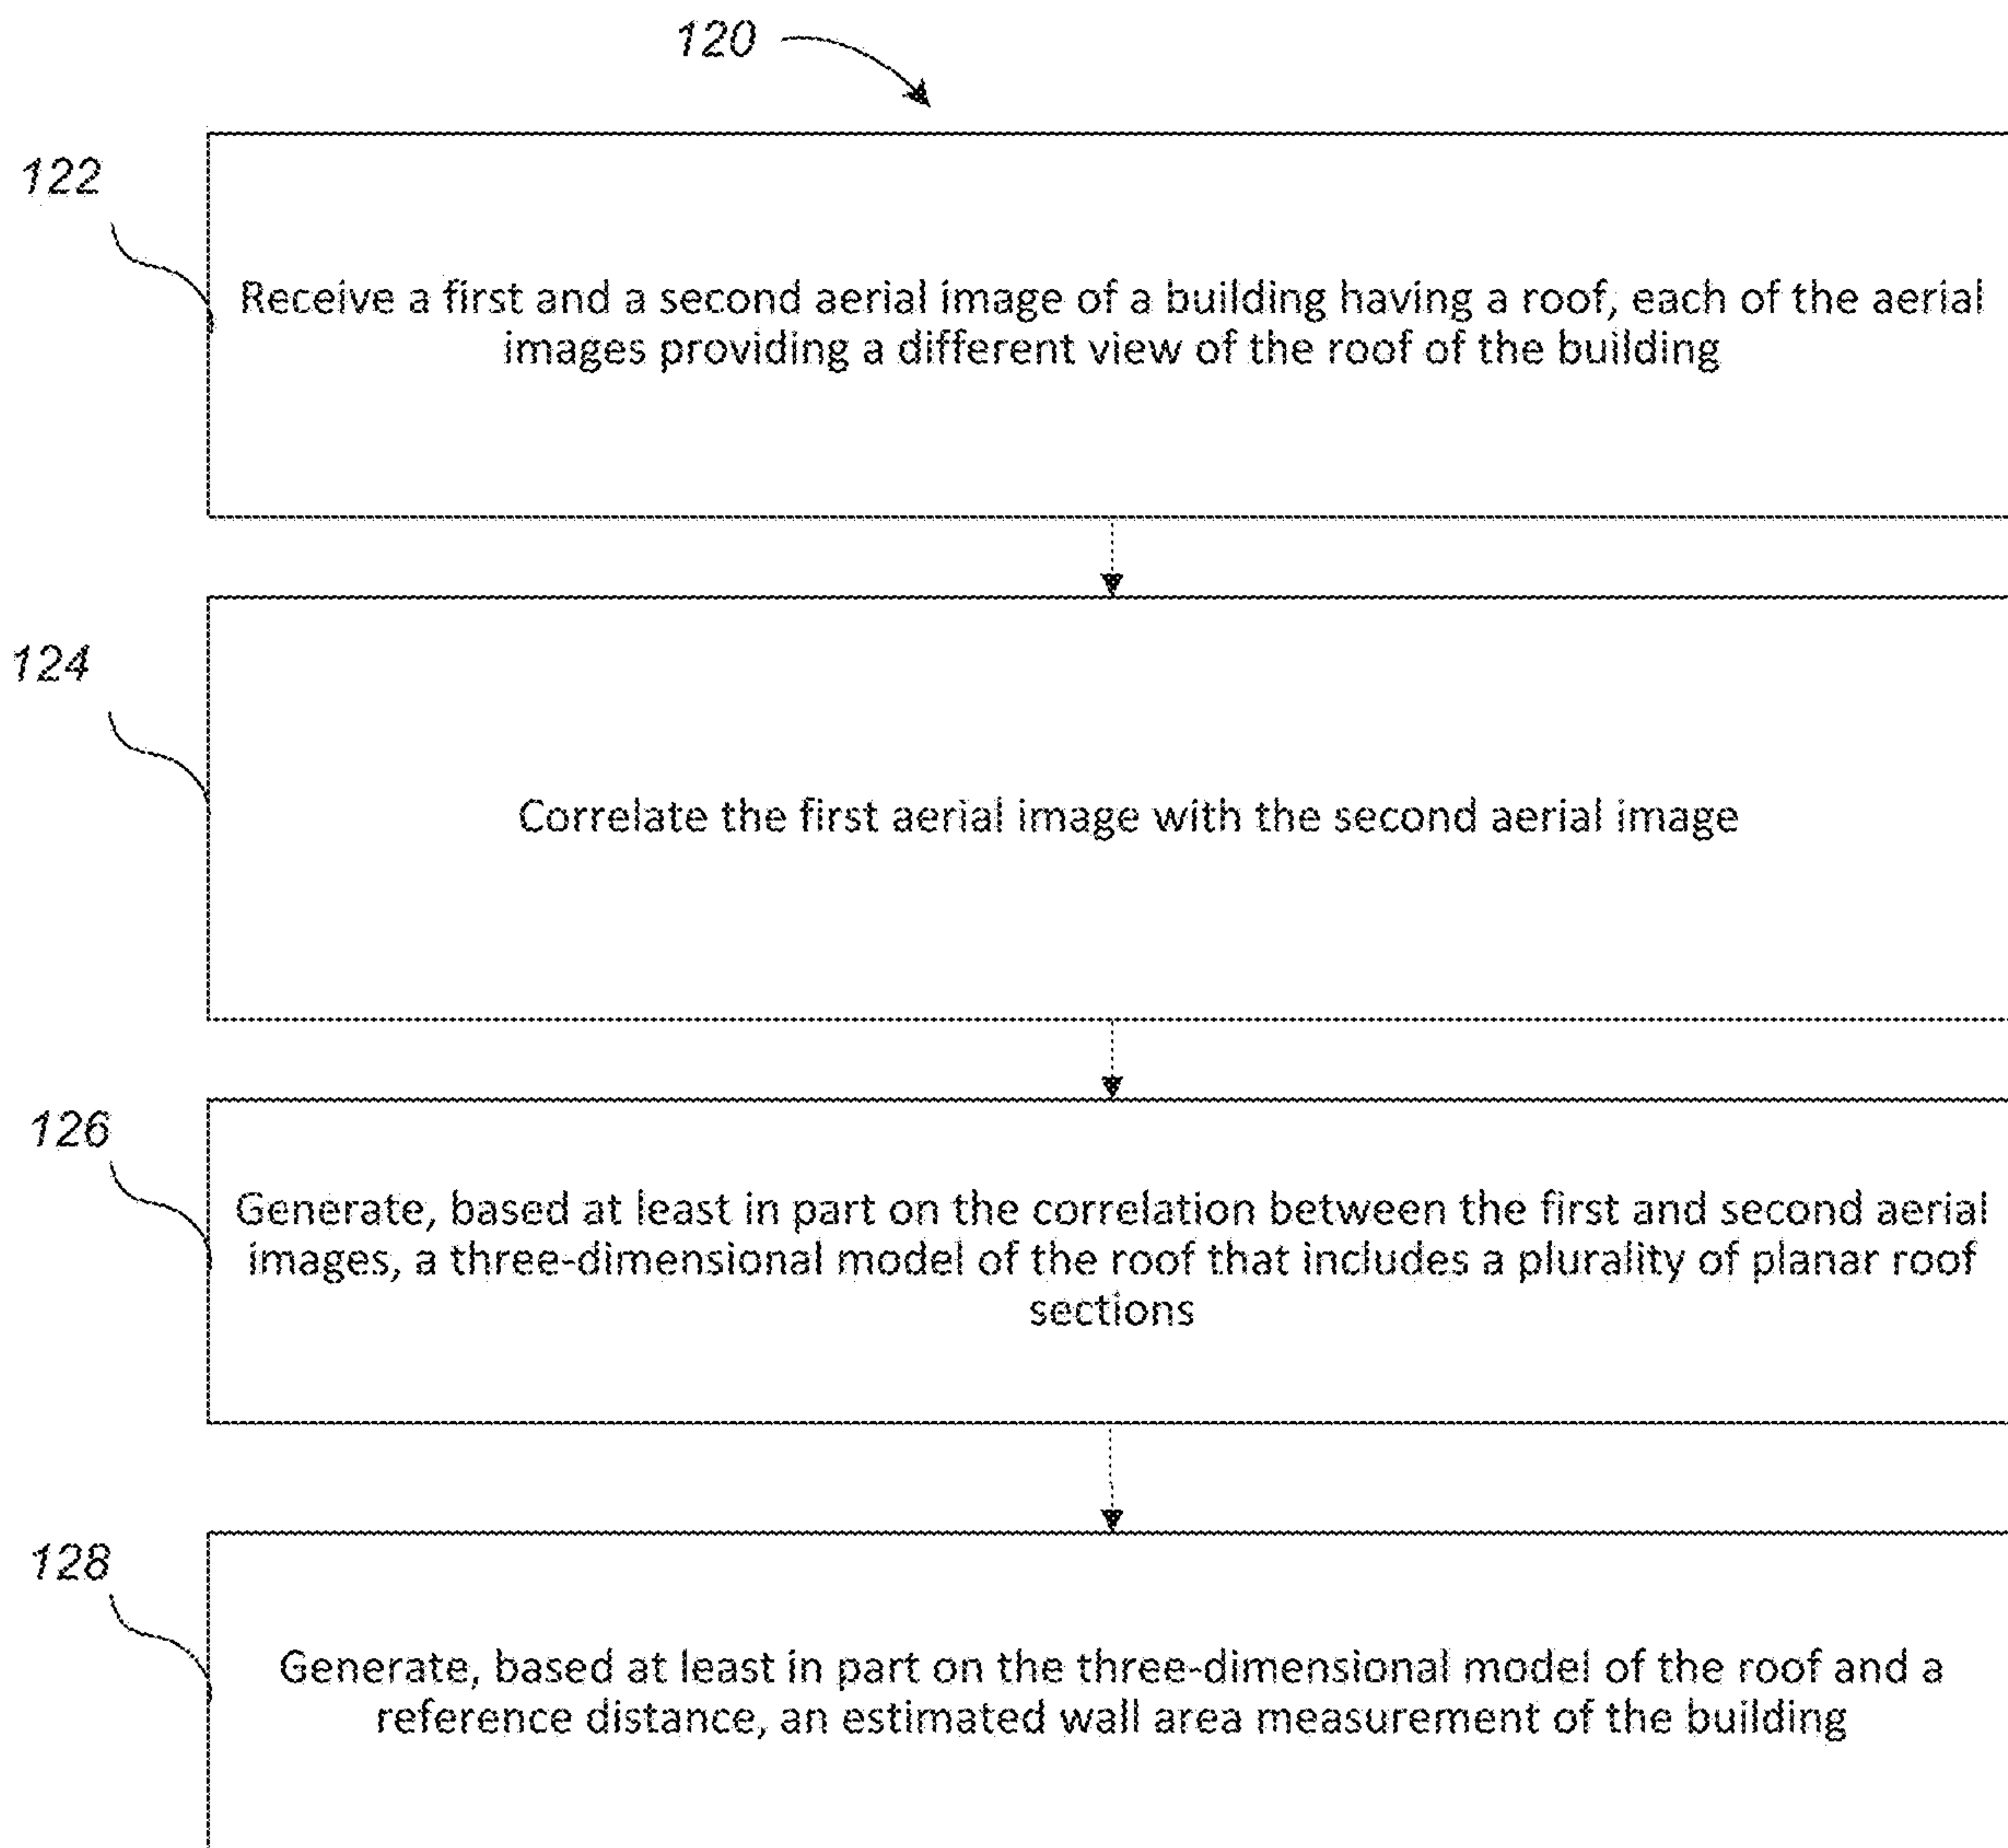 120
122
Receive a first and a second aerial image of a building having a roof, each of the aerial
images providing a different view of the roof of the building
124
Correlate the first aerial image with the second aerial image
126
Generate, based at least in part on the correlation between the first and second aerial
images, a three-dimensional model of the roof that includes a plurality of planar roof
sections
128
Generate, based at least in part on the three-dimensional model of the roof and a
reference distance, an estimated wall area measurement of the building